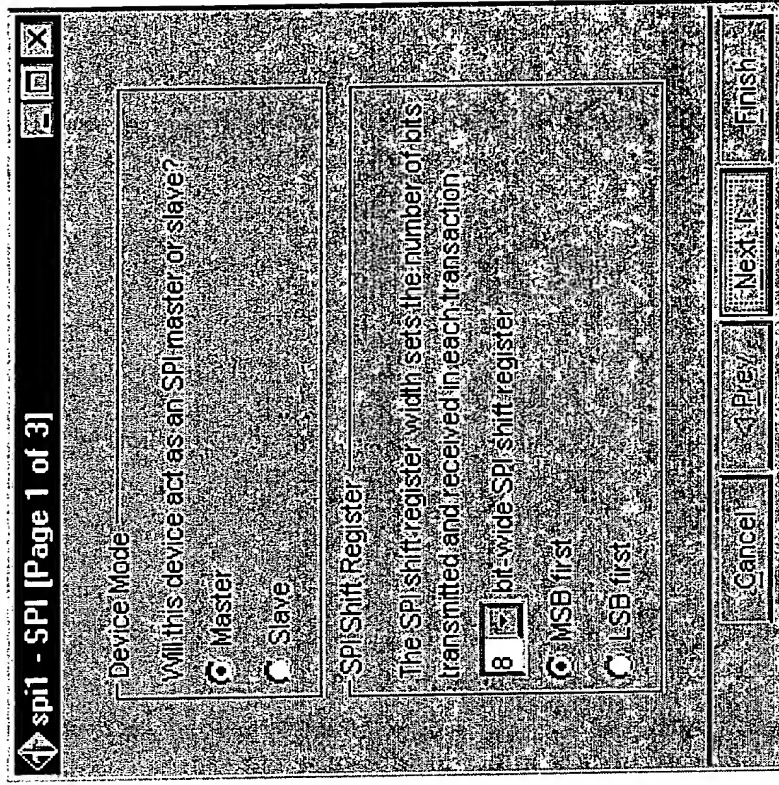 spi1 - SPI [Page 1 of 3]
Device Mode
Will this device act as an SPI master or slave?
Master
Slave
SPI Shift Register
The SPI shift register width sets the number of bits
transmitted and received in each transaction
8 bit-wide SPI shift register
MSB first
LSB first
Cancel < Prev Next > Finish